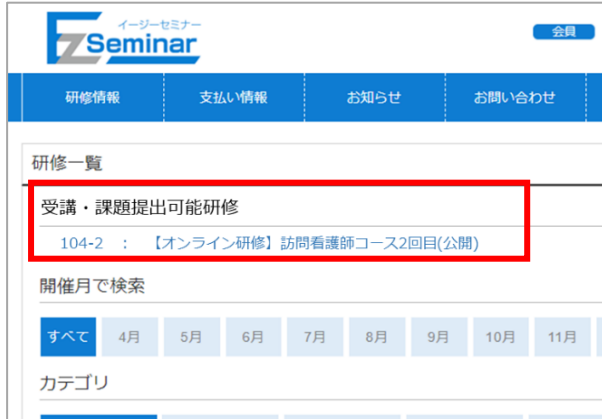 イージーセミナー
EZ Seminar
会員
研修情報 支払い情報 お知らせ お問い合わせ
研修一覧
受講・課題提出可能研修
104-2 : 【オンライン研修】訪問看護師コース2回目(公開)
開催月で検索
すべて 4月 5月 6月 7月 8月 9月 10月 11月
カテゴリ